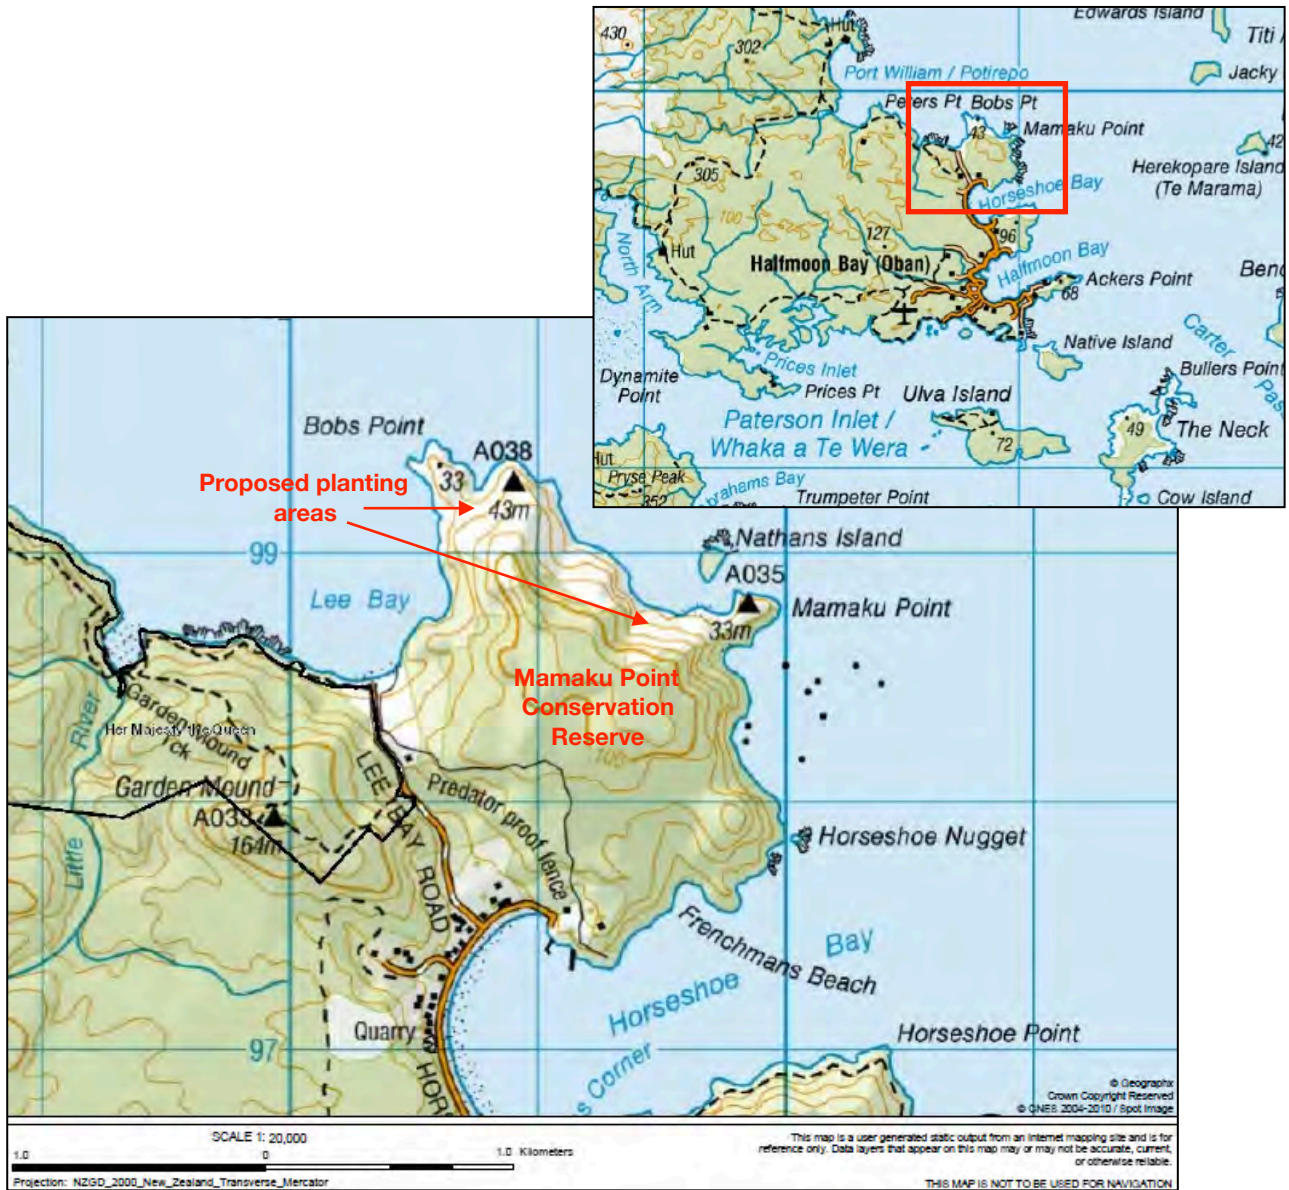 430
302
Hut
Edwards Island
Titi
Port William / Potirepo
Jacky
Peters Pt
Bobs Pt
43
Mamaku Point
42
Herekopare Island
(Te Marama)
305
100
Horseshoe Bay
127
96
North Arm
Hut
Halfmoon Bay (Oban)
Halfmoon Bay
Ackers Point
68
Native Island
Carter
Bullers Point
Prices Inlet
Dynamite
Point
Prices Pt
Ulva Island
Paterson Inlet /
Whaka a Te Wera
72
49
The Neck
Pryse Peak
352
Trumpeter Point
Cow Island
Bobs Point
A038
33
43m
Proposed planting
areas
99
Nathans Island
A035
Lee Bay
33m
Mamaku Point
Mamaku Point
Conservation
Reserve
100
River
Garden Mound
Tck
Her Majesty the Queen
Garden Mound
A033
164m
LEE BAY ROAD
Predator proof fence
Little
Horseshoe Nugget
Frenchmans Beach
Horseshoe
Bay
Quarry
97
Horseshoe Point
s Corner
© Geographx
Crown Copyright Reserved
© CNES 2004-2010 / Spot Image
SCALE 1: 20,000
1.0
0
1.0 Kilometers
Projection: NZGD_2000_New_Zealand_Transverse_Mercator
This map is a user generated static output from an Internet mapping site and is for
reference only. Data layers that appear on this map may or may not be accurate, current,
or otherwise reliable.
THIS MAP IS NOT TO BE USED FOR NAVIGATION